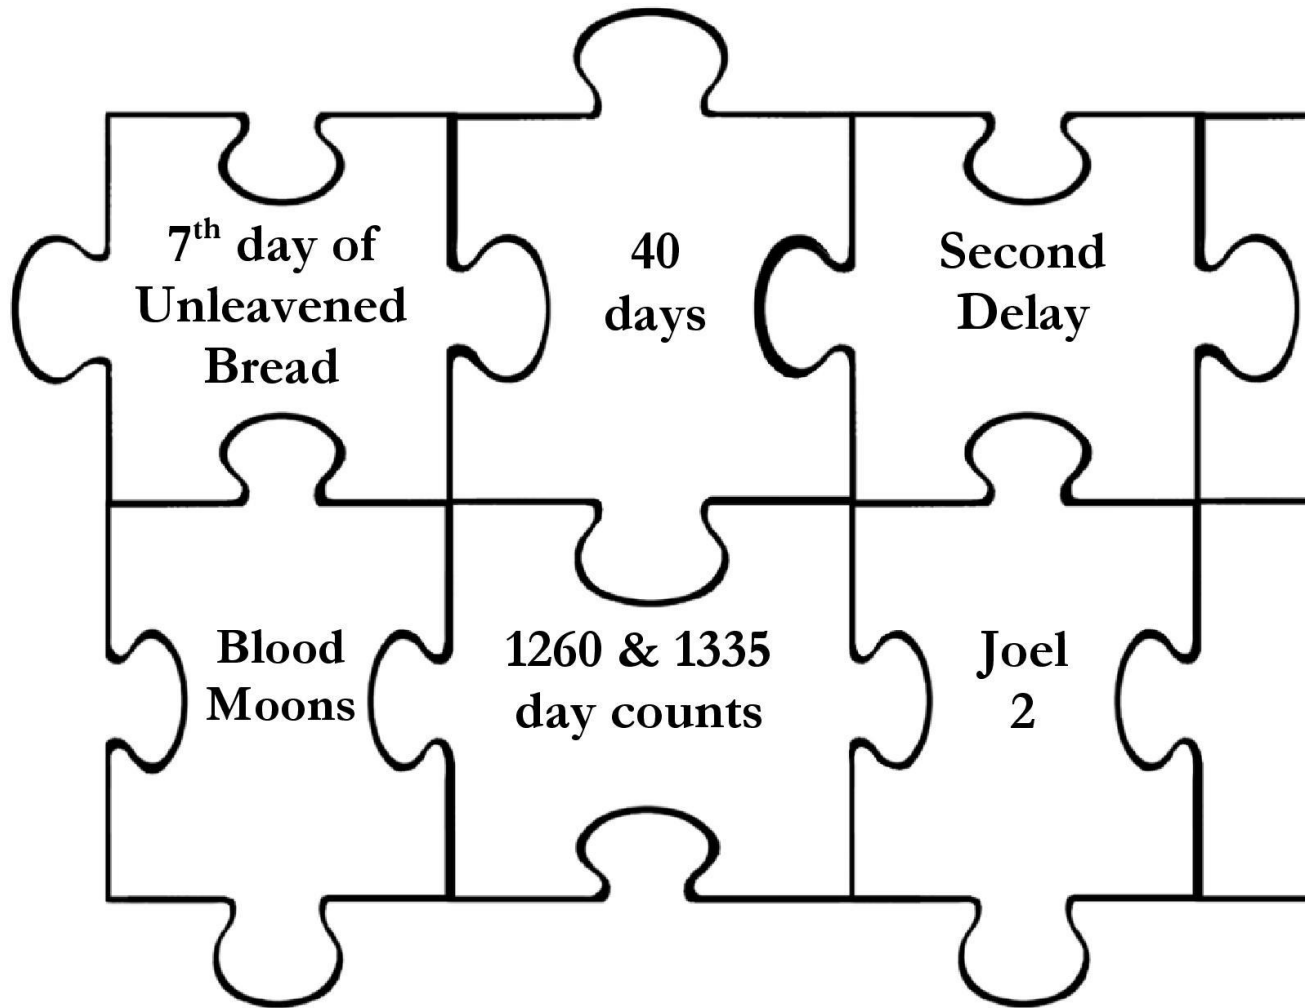 7th day of
Unleavened
Bread
40
days
Second
Delay
Blood
Moons
1260 & 1335
day counts
Joel
2